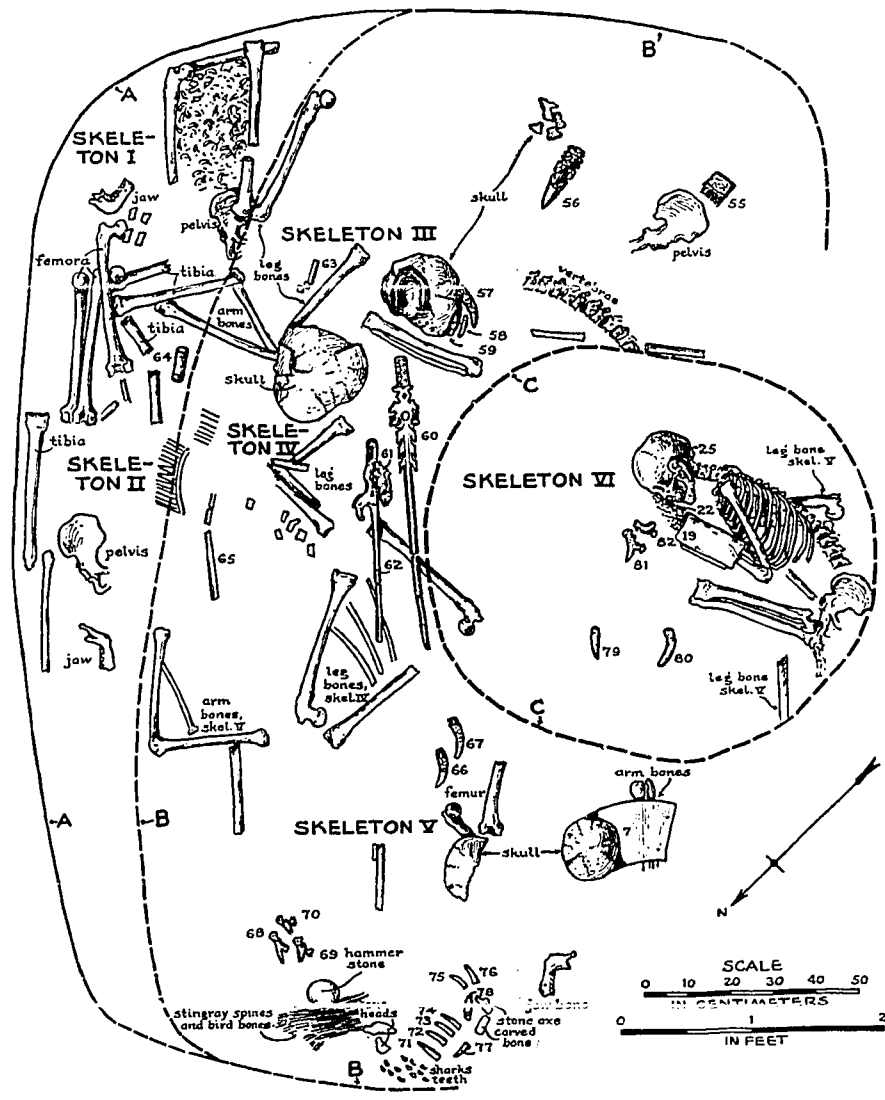 B'
A
SKELE-
TON I
jaw
skull
56
55
pelvis
pelvis
SKELETON III
femora
tibia
leg
bones
63
vertebrae
57
58
59
arm
bones
tibia
64
skull
C
60
SKELE-
TON IV
61
leg
bones
tibia
SKELE-
TON II
SKELETON VI
25
leg bone
skel. V
22
19
82
81
65
62
pelvis
79
80
jaw
leg
bones,
skel. IV
leg bone
skel. V
arm
bones,
skel. V
C
67
66
femur
arm bones
A
B
SKELETON V
skull
7
N
70
68
69
hammer
stone
75
76
78
SCALE
0 10 20 30 40 50
IN CENTIMETERS
stingray spines
and bird bones
heads
74
73
72
71
bone
stone axe
carved
bone
77
0 1 2
IN FEET
sharks
teeth
B